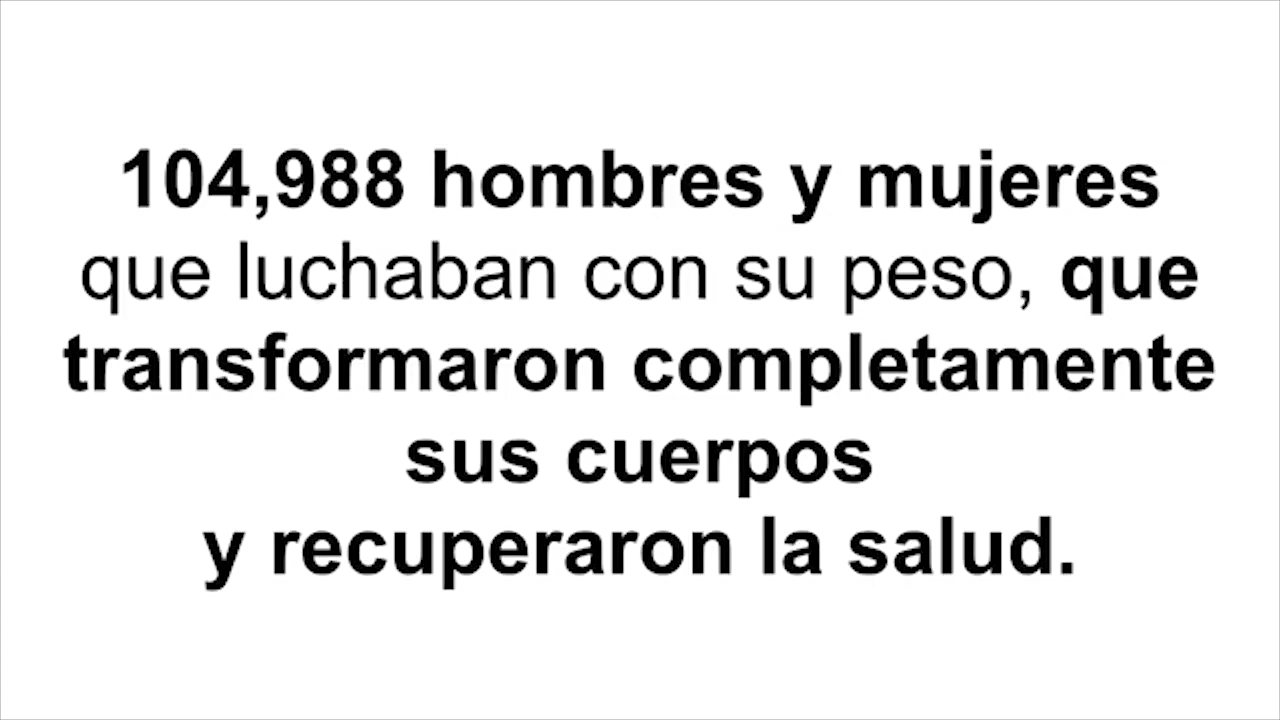 104,988 hombres y mujeres
que luchaban con su peso, que
transformaron completamente
sus cuerpos
y recuperaron la salud.